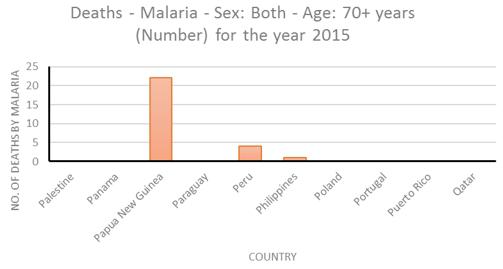 Deaths - Malaria - Sex: Both - Age: 70+ years
(Number) for the year 2015
NO. OF DEATHS BY MALARIA
25
20
15
10
5
0
Palestine
Panama
Papua New Guinea
Paraguay
Peru
Philippines
Poland
Portugal
Puerto Rico
Qatar
COUNTRY